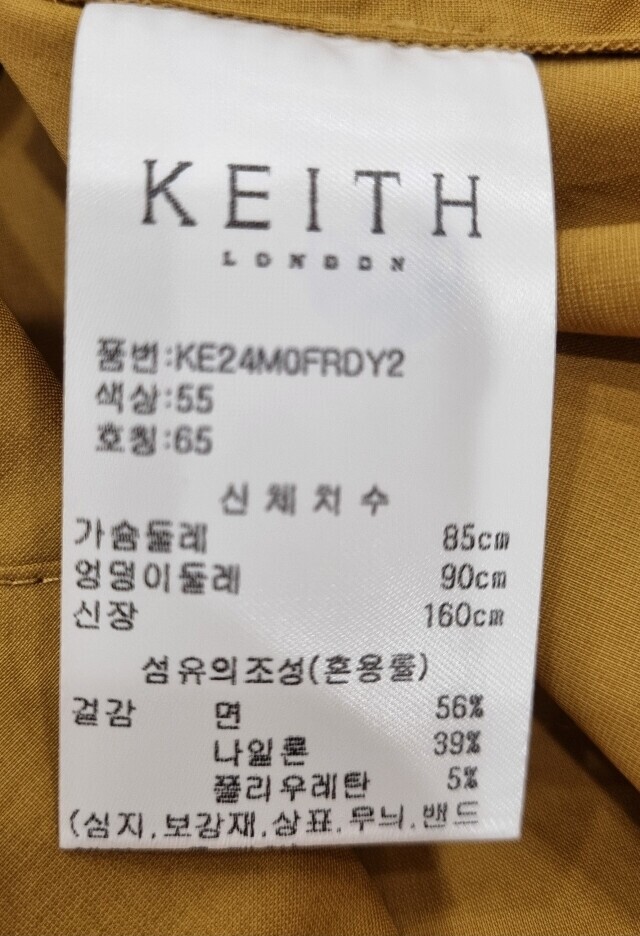 KEITH
LONDON
품번:KE24M0FRDY2
색상:55
호칭:65
신체치수
가슴둘레 85cm
엉덩이둘레 90cm
신장 160cm
섬유의조성(혼용률)
겉감 면 56%
나일론 39%
폴리우레탄 5%
(심지,보강재,상표,무늬,밴드